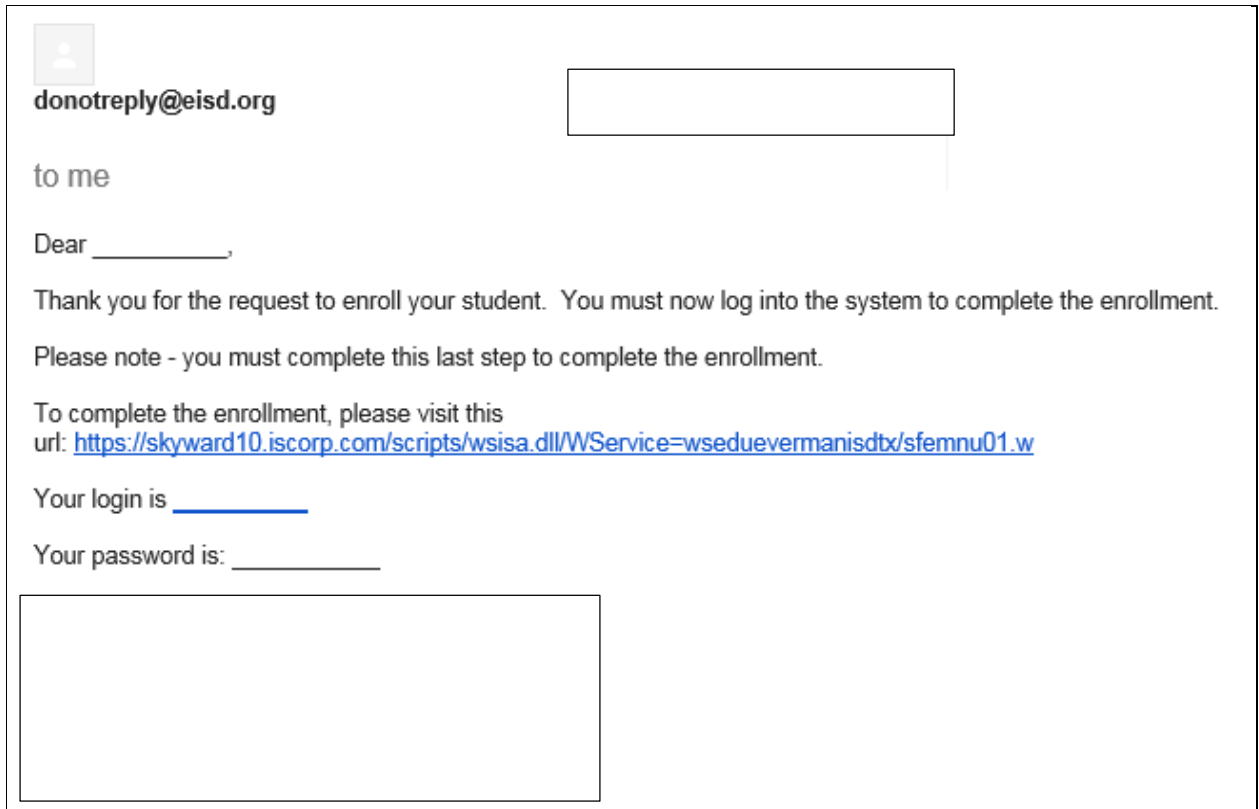 donotreply@eisd.org
to me
Dear __________,
Thank you for the request to enroll your student.  You must now log into the system to complete the enrollment.
Please note - you must complete this last step to complete the enrollment.
To complete the enrollment, please visit this
url: https://skyward10.iscorp.com/scripts/wsisa.dll/WService=wseduevermanisdtx/sfemnu01.w
Your login is __________
Your password is: ___________